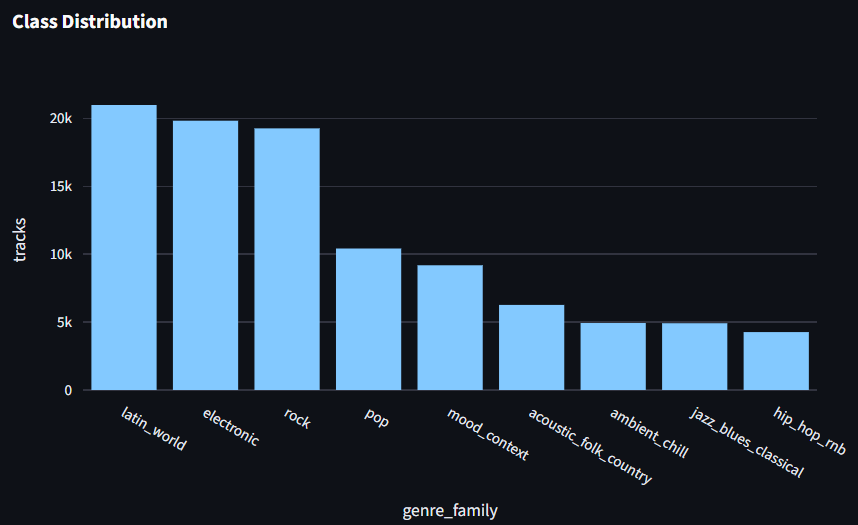 Class Distribution
20k
15k
10k
5k
0
tracks
latin_world
electronic
rock
pop
mood_context
acoustic_folk_country
ambient_chill
jazz_blues_classical
hip_hop_rnb
genre_family